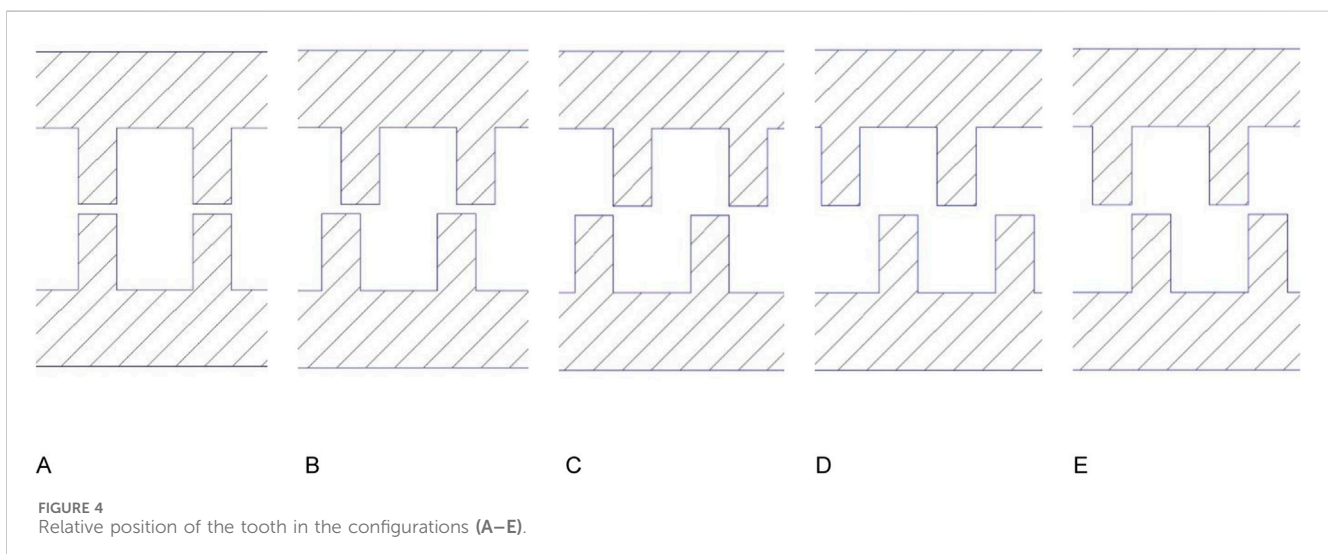 A B C D E
FIGURE 4
Relative position of the tooth in the configurations (A–E).